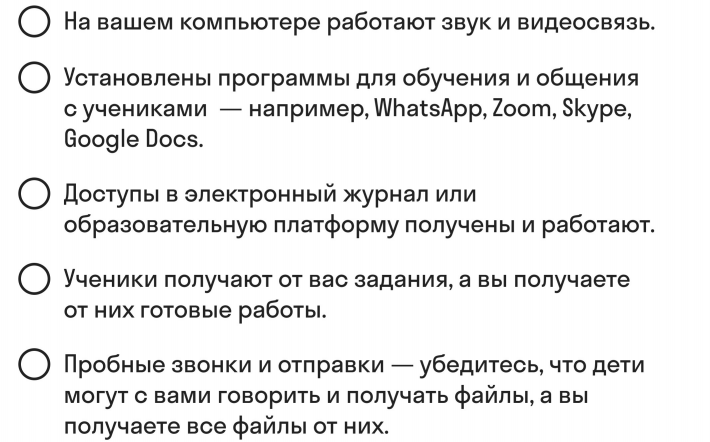 На вашем компьютере работают звук и видеосвязь.
Установлены программы для обучения и общения
с учениками — например, WhatsApp, Zoom, Skype,
Google Docs.
Доступы в электронный журнал или
образовательную платформу получены и работают.
Ученики получают от вас задания, а вы получаете
от них готовые работы.
Пробные звонки и отправки — убедитесь, что дети
могут с вами говорить и получать файлы, а вы
получаете все файлы от них.